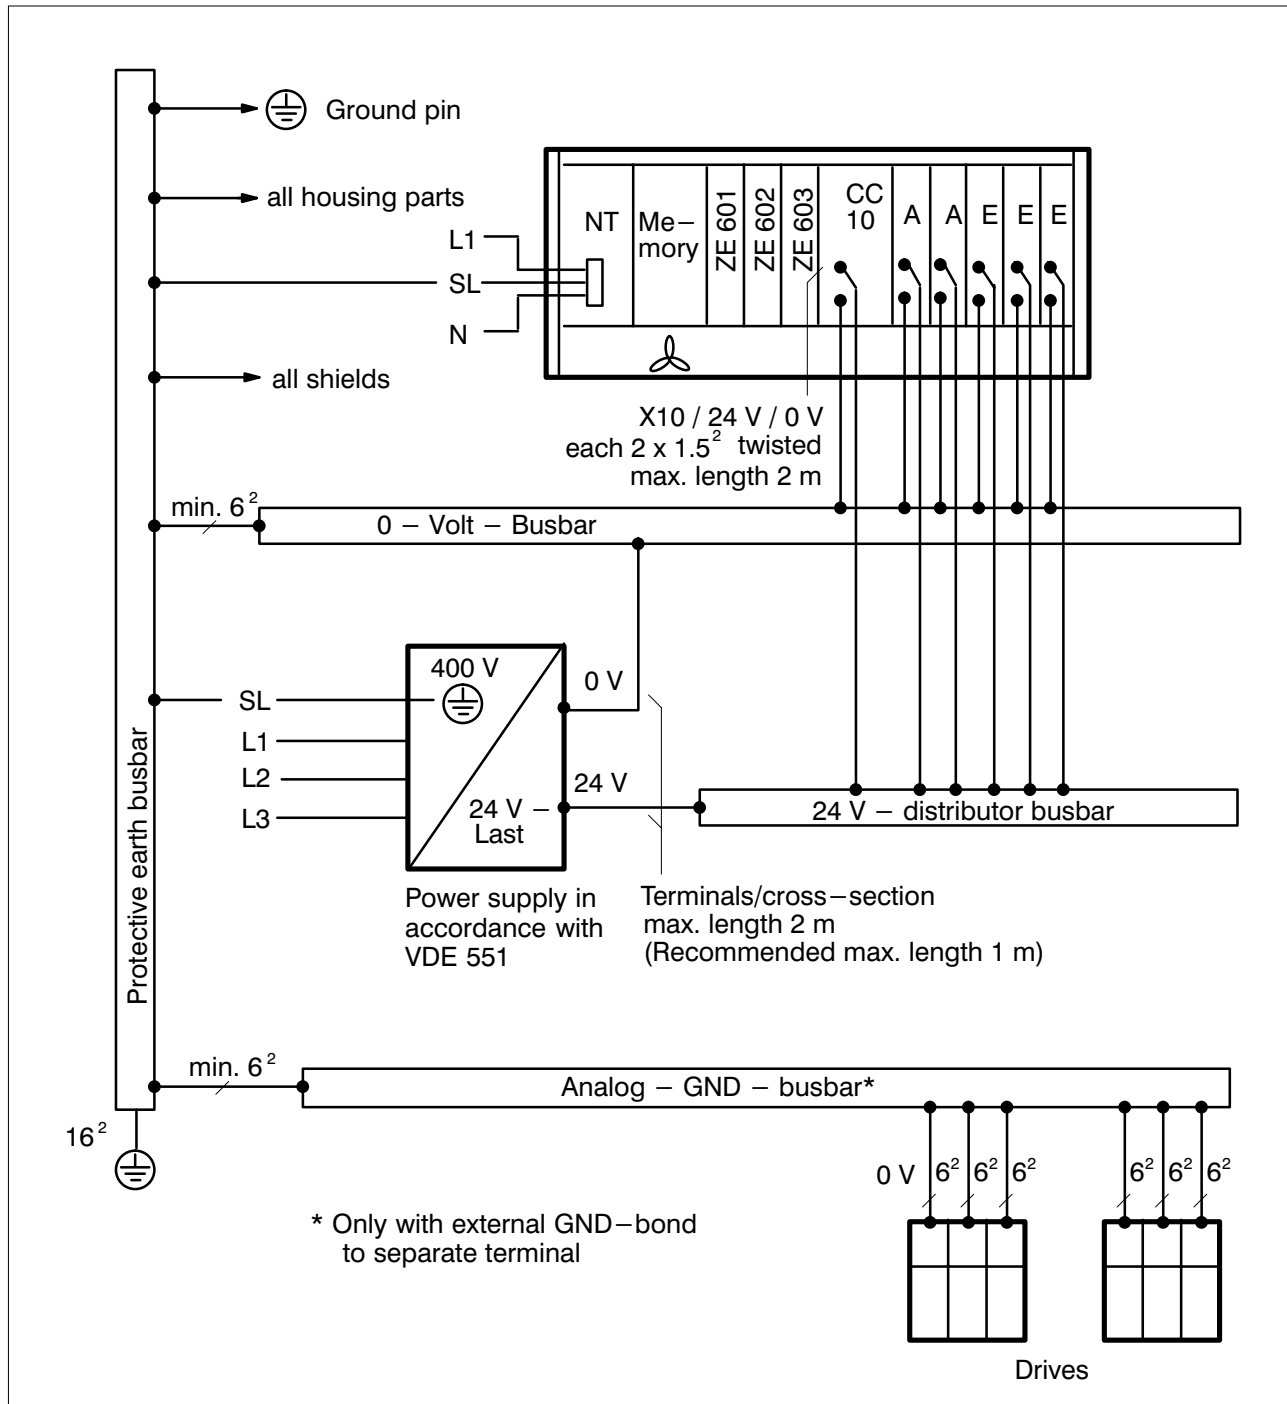 Ground pin
all housing parts
L1
SL
N
all shields
NT
Me–
mory
ZE 601
ZE 602
ZE 603
CC
10
A
A
E
E
E
X10 / 24 V / 0 V
each 2 x 1.5² twisted
max. length 2 m
min. 6²
0 – Volt – Busbar
400 V
0 V
SL
L1
L2
L3
24 V
24 V –
Last
24 V – distributor busbar
Protective earth busbar
Power supply in
accordance with
VDE 551
Terminals/cross–section
max. length 2 m
(Recommended max. length 1 m)
min. 6²
Analog – GND – busbar*
16²
0 V
6²
6²
6²
6²
6²
6²
* Only with external GND–bond
to separate terminal
Drives